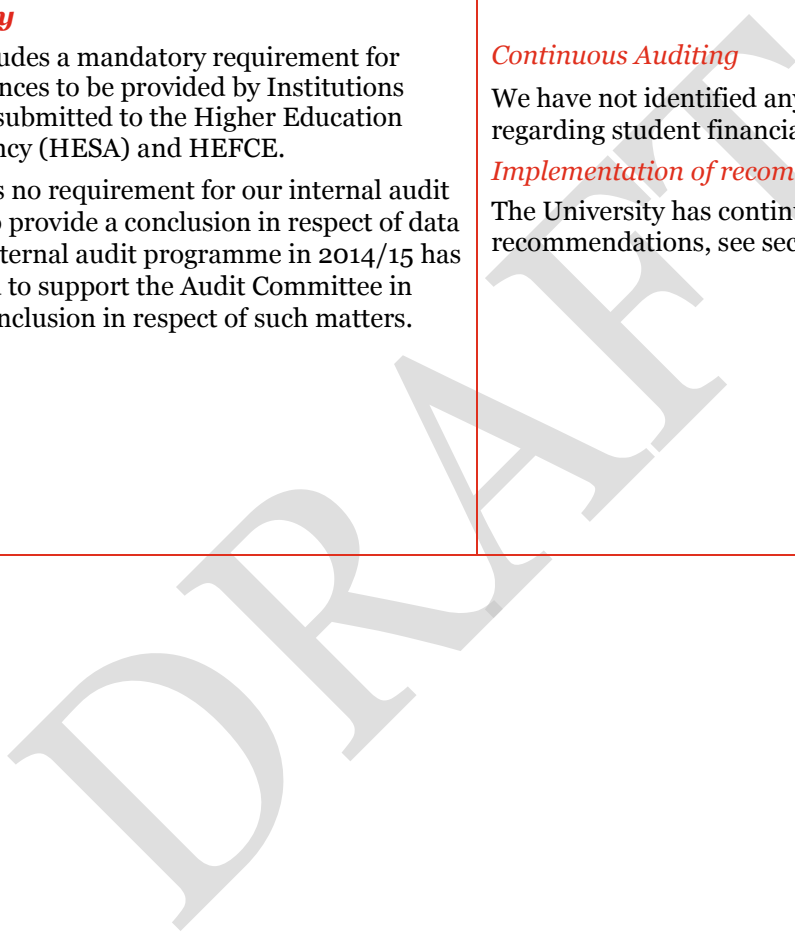 y
udes a mandatory requirement for
nces to be provided by Institutions
submitted to the Higher Education
ncy (HESA) and HEFCE.
s no requirement for our internal audit
o provide a conclusion in respect of data
ternal audit programme in 2014/15 has
to support the Audit Committee in
nclusion in respect of such matters.
Continuous Auditing
We have not identified any
regarding student financia
Implementation of recom
The University has contin
recommendations, see sec
DRAFT